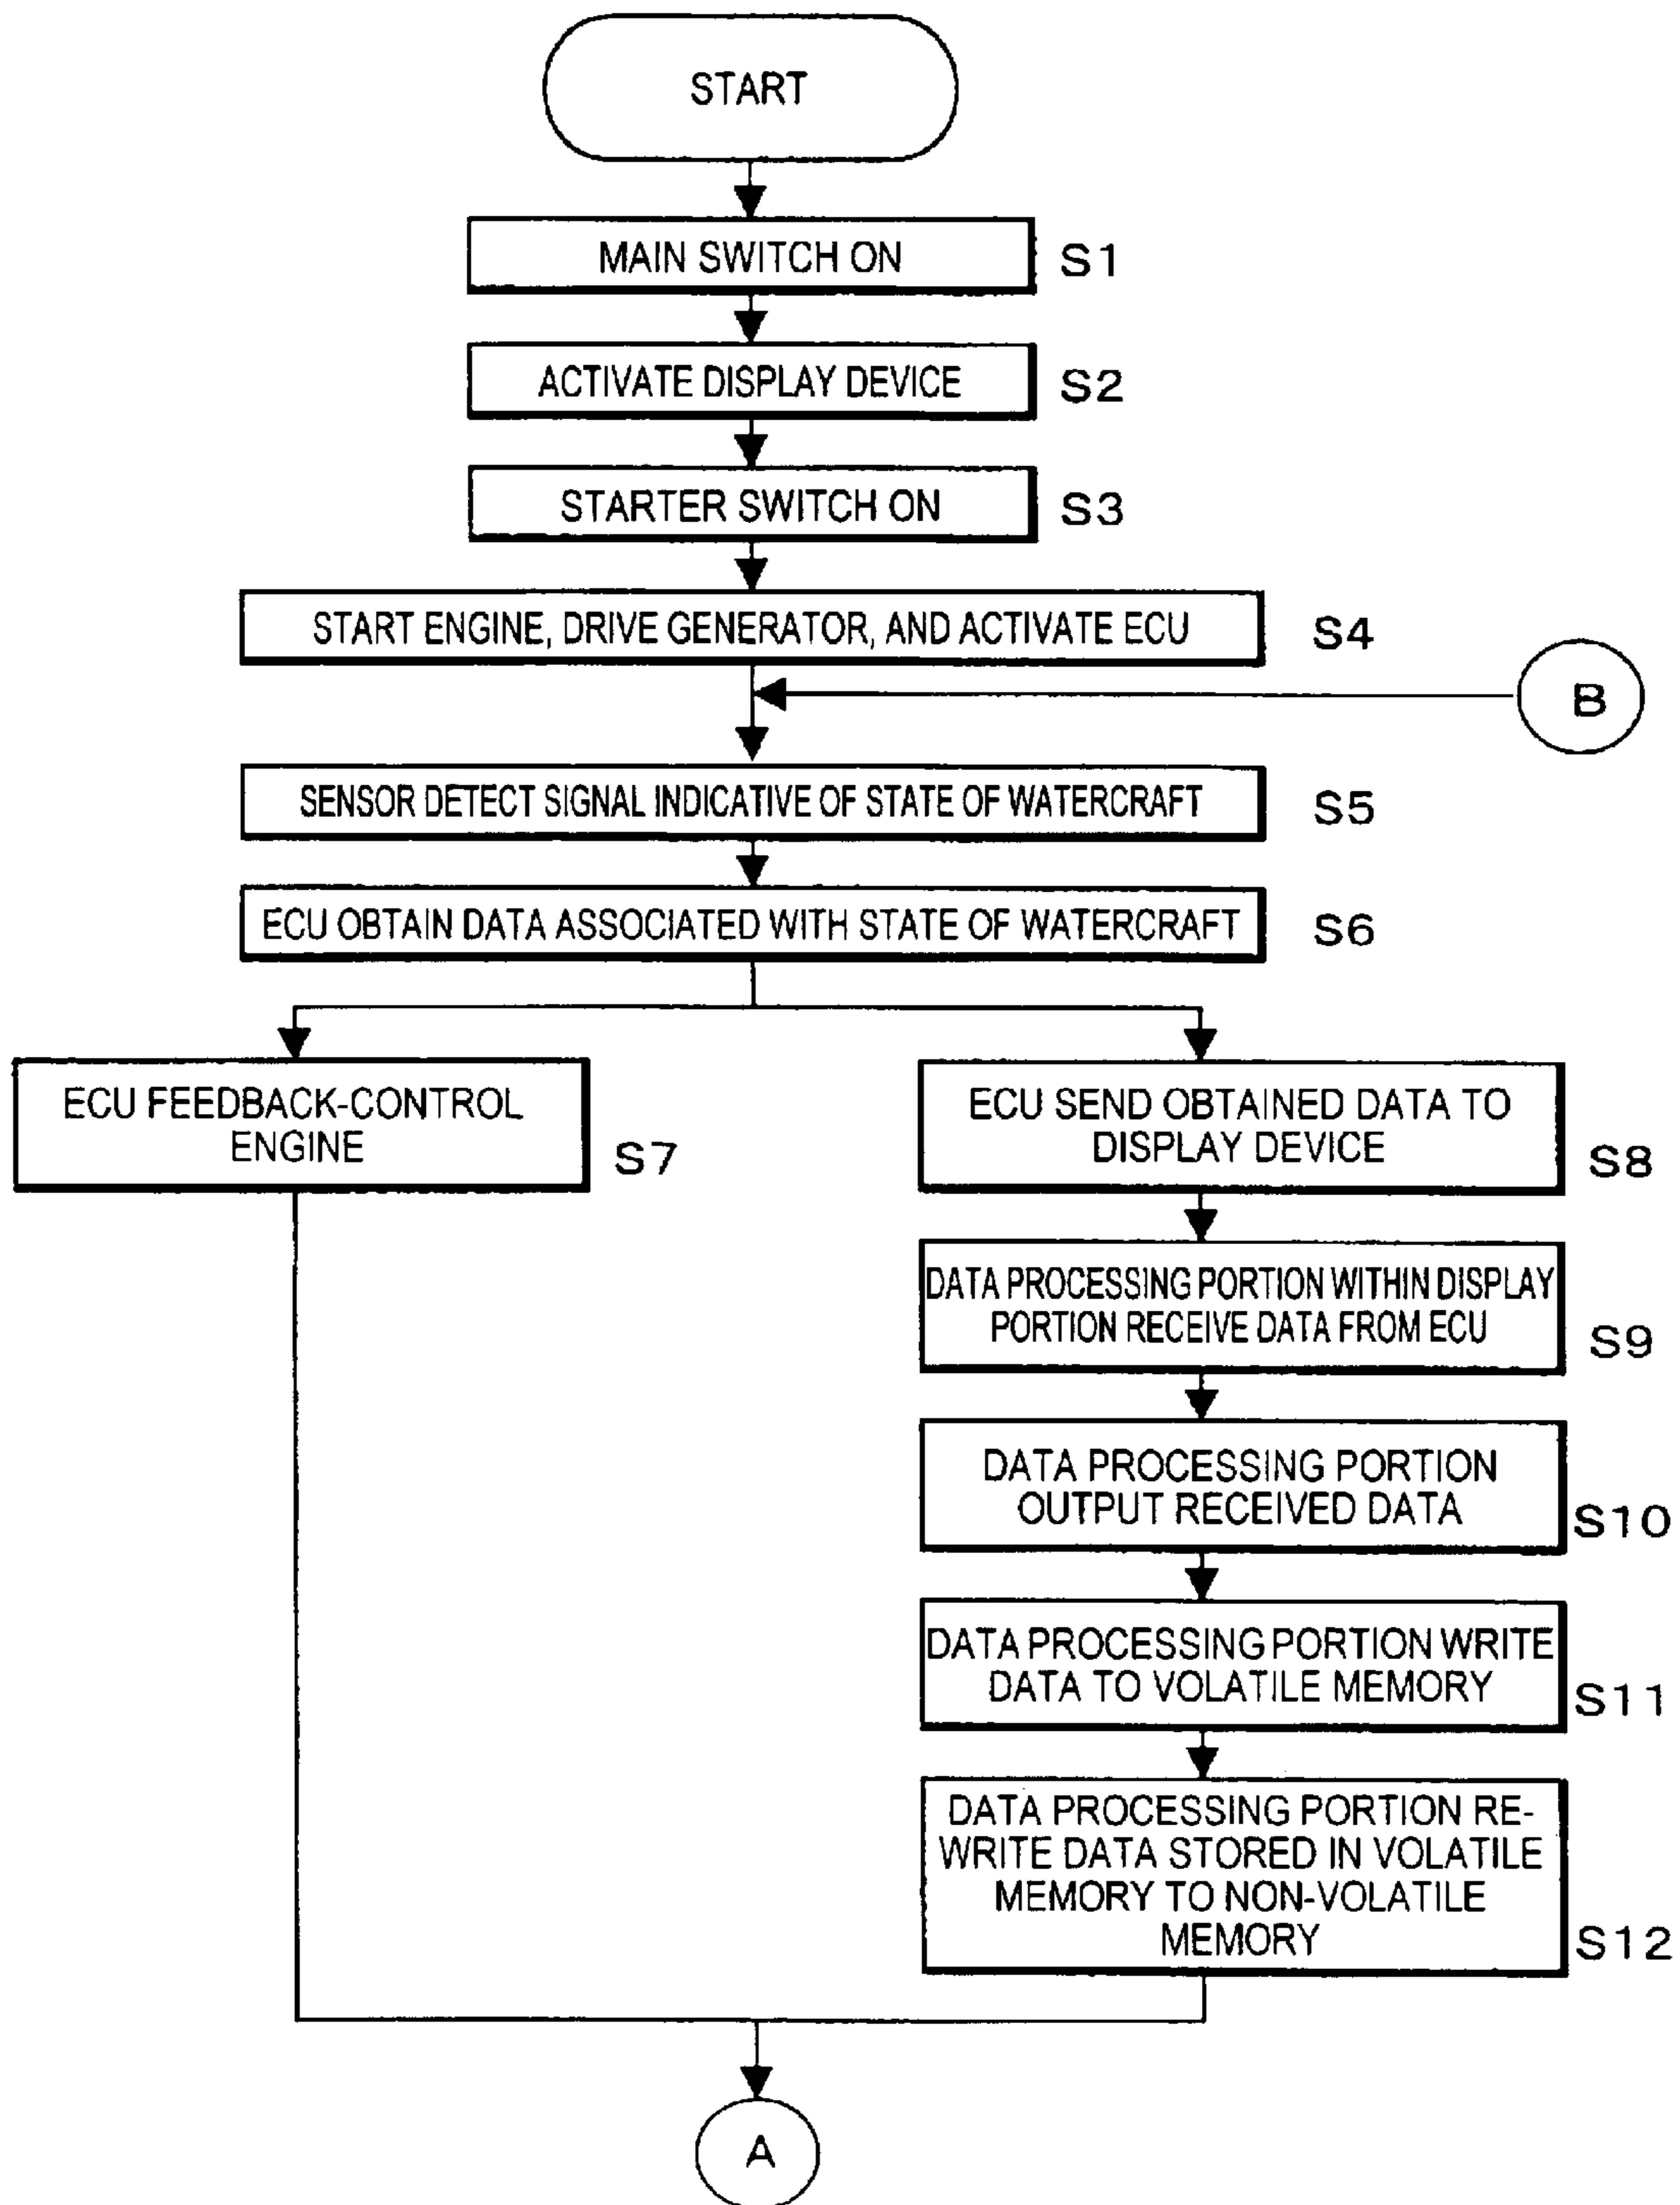 START
MAIN SWITCH ON
S1
ACTIVATE DISPLAY DEVICE
S2
STARTER SWITCH ON
S3
START ENGINE, DRIVE GENERATOR, AND ACTIVATE ECU
S4
B
SENSOR DETECT SIGNAL INDICATIVE OF STATE OF WATERCRAFT
S5
ECU OBTAIN DATA ASSOCIATED WITH STATE OF WATERCRAFT
S6
ECU FEEDBACK-CONTROL
ENGINE
S7
ECU SEND OBTAINED DATA TO
DISPLAY DEVICE
S8
DATA PROCESSING PORTION WITHIN DISPLAY
PORTION RECEIVE DATA FROM ECU
S9
DATA PROCESSING PORTION
OUTPUT RECEIVED DATA
S10
DATA PROCESSING PORTION WRITE
DATA TO VOLATILE MEMORY
S11
DATA PROCESSING PORTION RE-
WRITE DATA STORED IN VOLATILE
MEMORY TO NON-VOLATILE
MEMORY
S12
A